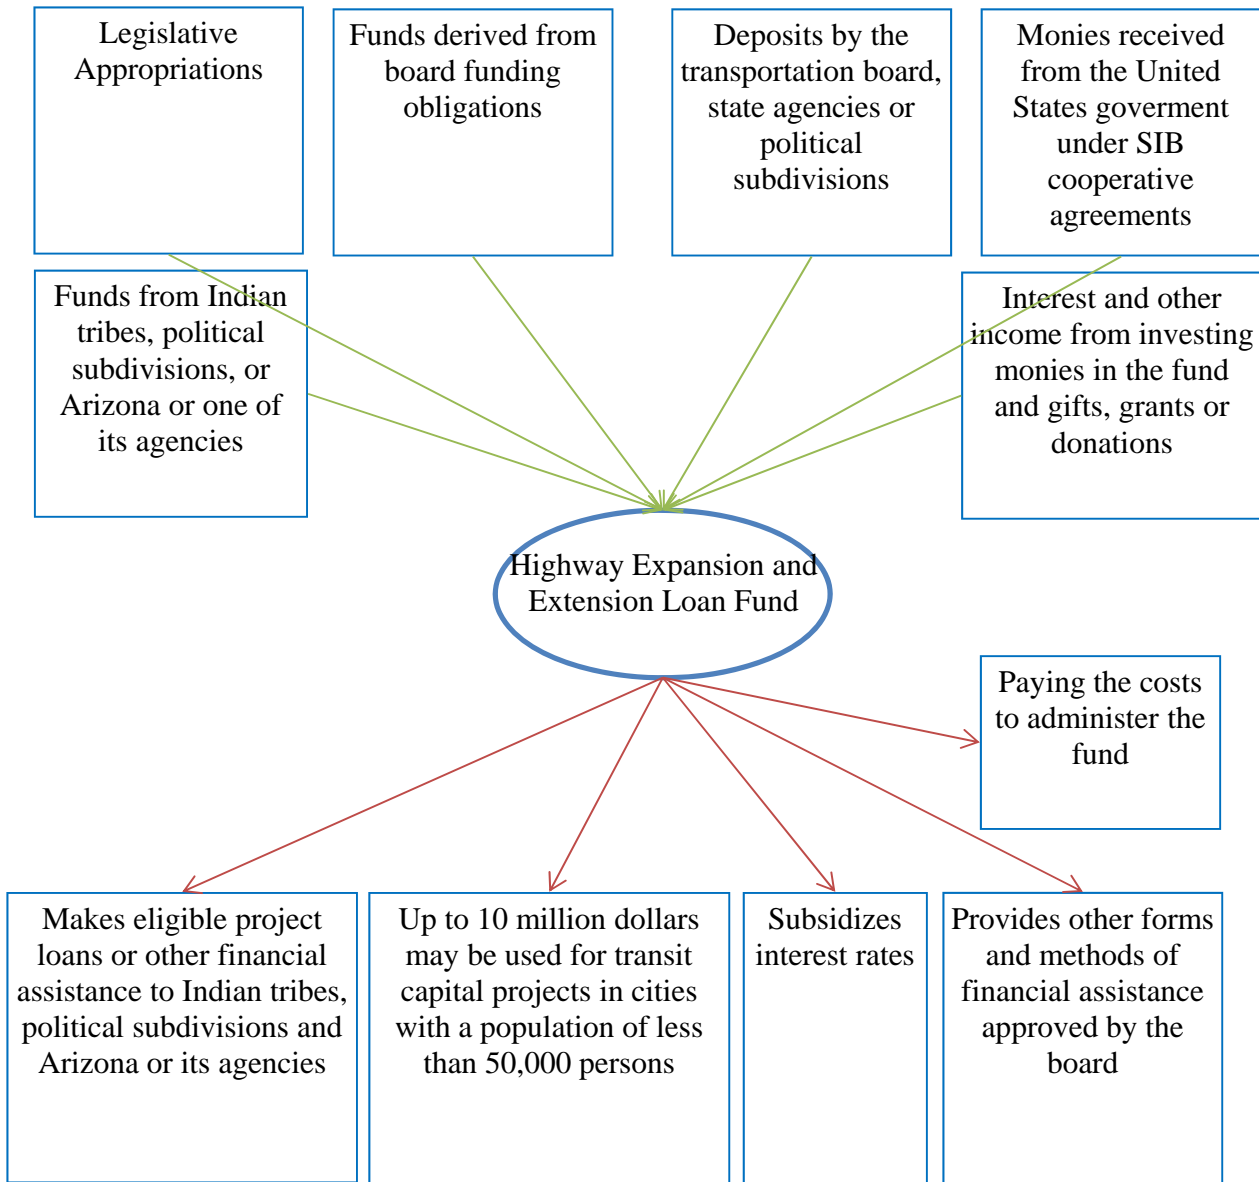 Legislative
Appropriations
Funds derived from
board funding
obligations
Deposits by the
transportation board,
state agencies or
political
subdivisions
Monies received
from the United
States goverment
under SIB
cooperative
agreements
Funds from Indian
tribes, political
subdivisions, or
Arizona or one of
its agencies
Interest and other
income from investing
monies in the fund
and gifts, grants or
donations
Highway Expansion and
Extension Loan Fund
Paying the costs
to administer the
fund
Makes eligible project
loans or other financial
assistance to Indian tribes,
political subdivisions and
Arizona or its agencies
Up to 10 million dollars
may be used for transit
capital projects in cities
with a population of less
than 50,000 persons
Subsidizes
interest rates
Provides other forms
and methods of
financial assistance
approved by the
board